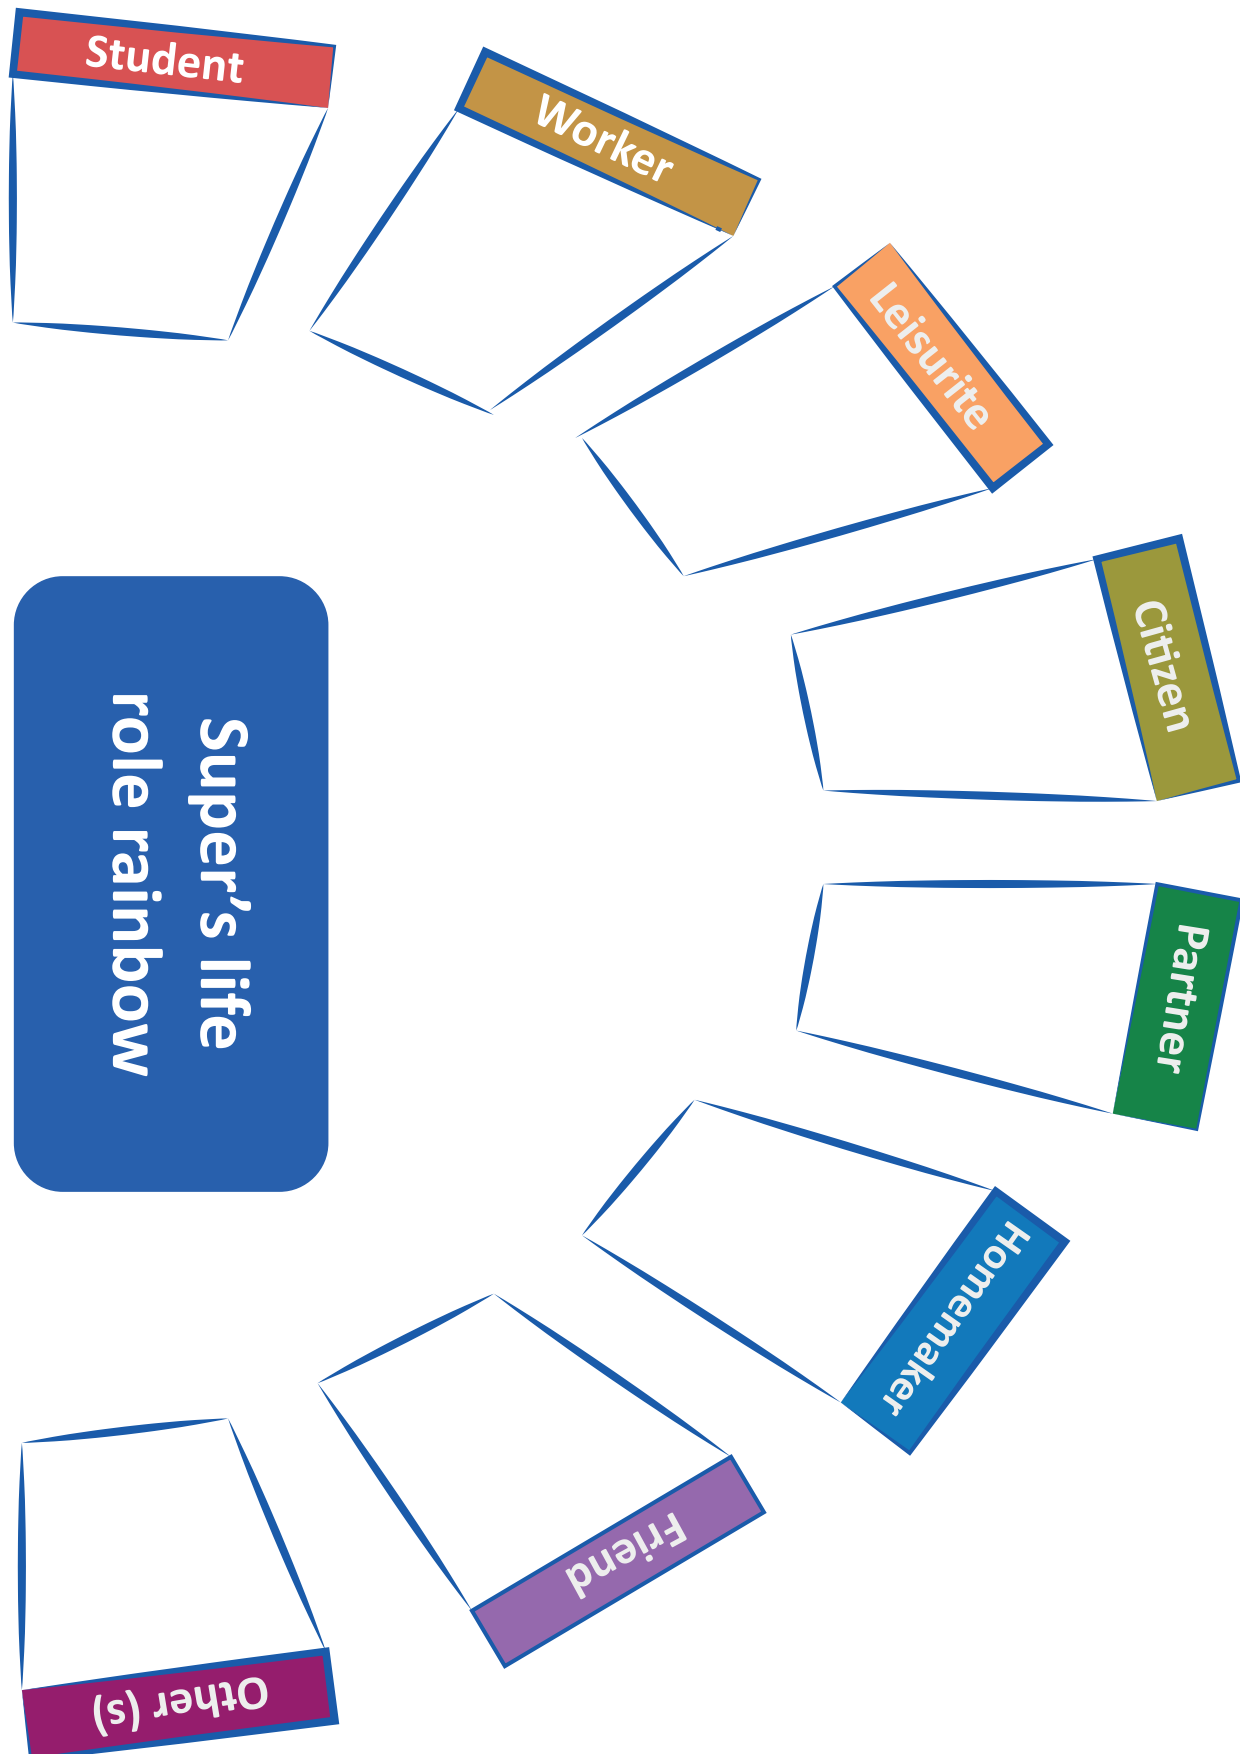 Student
Worker
Leisurite
Citizen
Partner
Homemaker
Friend
Other (s)
Super’s life
role rainbow